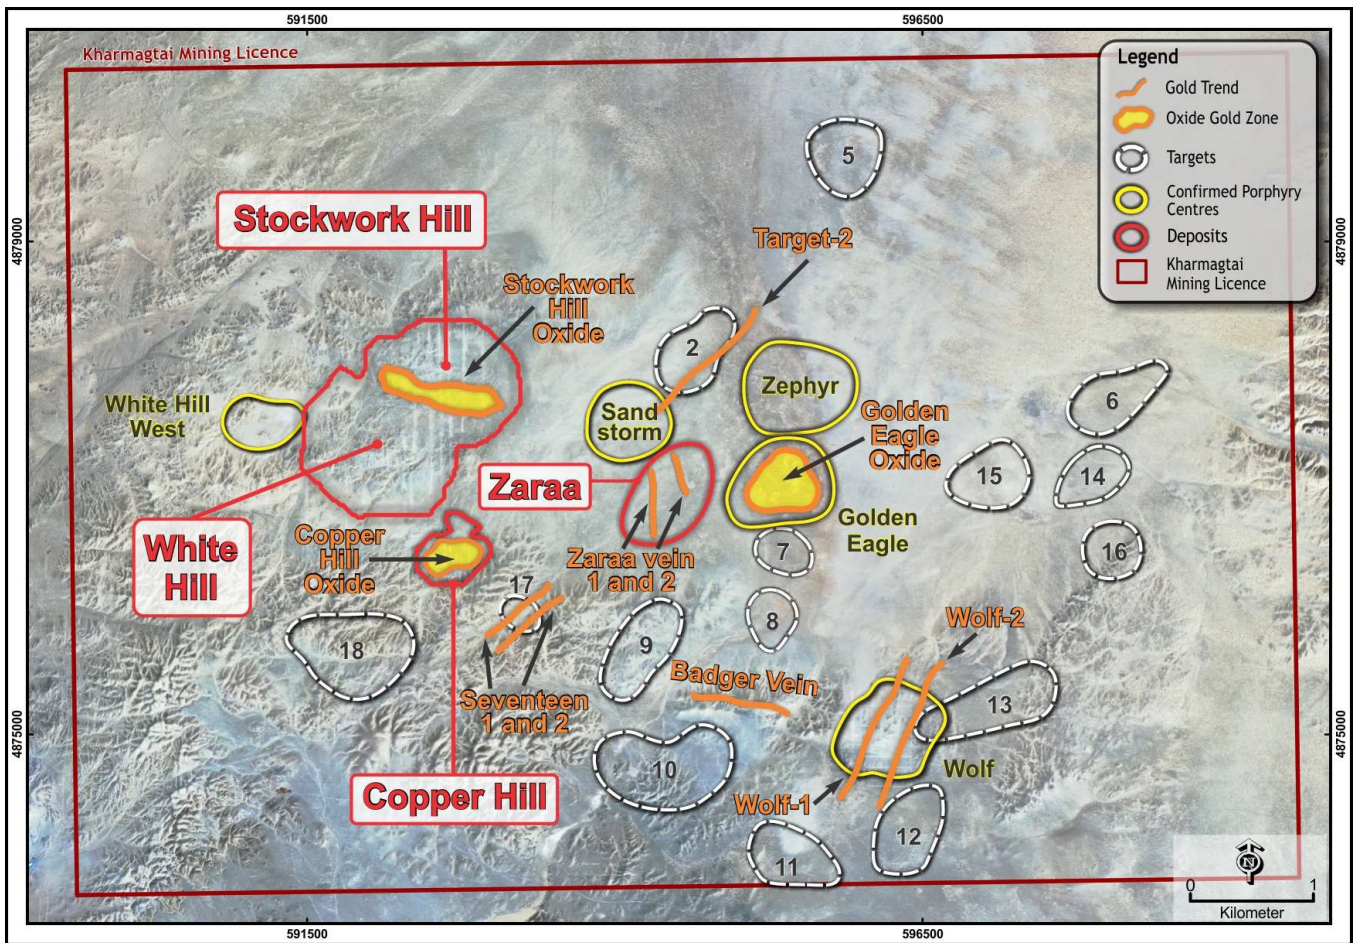 591500
596500
Kharmagtai Mining Licence
Legend
Gold Trend
Oxide Gold Zone
Targets
Confirmed Porphyry
Centres
Deposits
Kharmagtai
Mining Licence
4879000
4879000
5
Stockwork Hill
Target-2
Stockwork
Hill
Oxide
2
Zephyr
White Hill
West
Sand
storm
Golden
Eagle
Oxide
6
15
14
Zaraa
Golden
Eagle
White
Hill
Copper
Hill
Oxide
Zaraa vein
1 and 2
7
16
17
8
Wolf-2
18
9
Badger Vein
Seventeen
1 and 2
13
4875000
4875000
10
Wolf
Copper Hill
Wolf-1
12
11
N
0
1
Kilometer
591500
596500